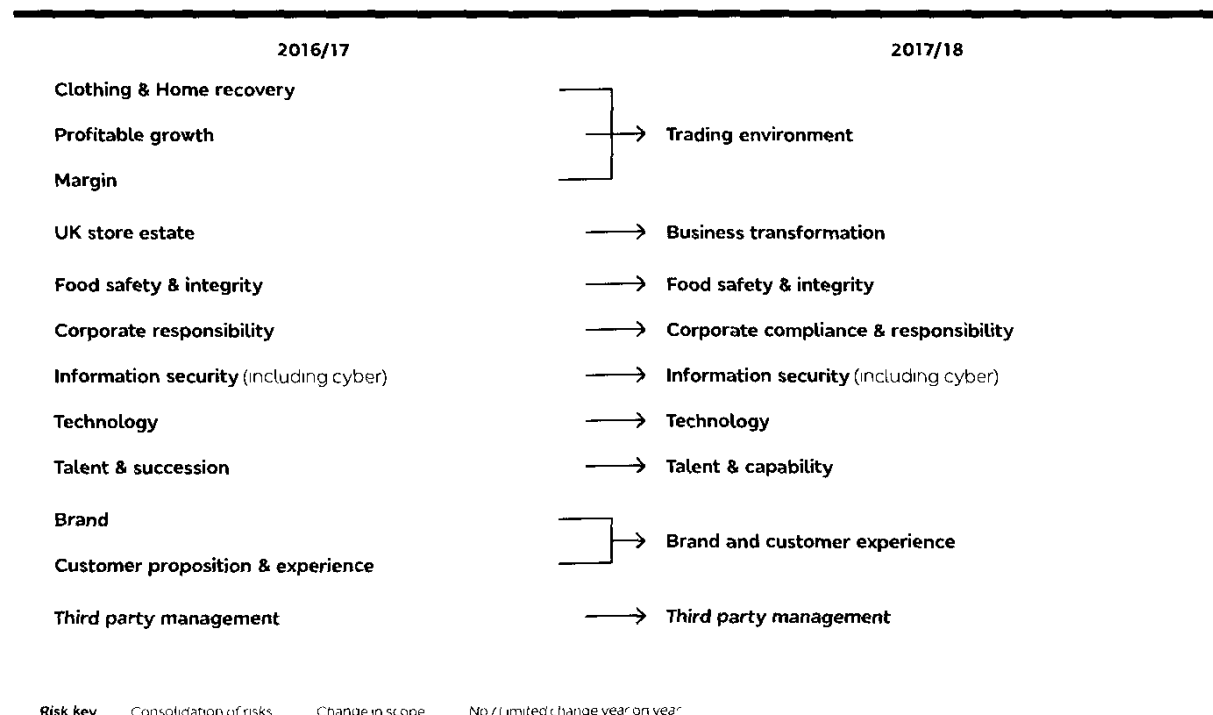 2016/17 2017/18
Clothing & Home recovery
Profitable growth Trading environment
Margin
UK store estate Business transformation
Food safety & integrity Food safety & integrity
Corporate responsibility Corporate compliance & responsibility
Information security (including cyber) Information security (including cyber)
Technology Technology
Talent & succession Talent & capability
Brand
Brand and customer experience
Customer proposition & experience
Third party management Third party management
Risk key Consolidation of risks Change in scope No / Limited change year on year